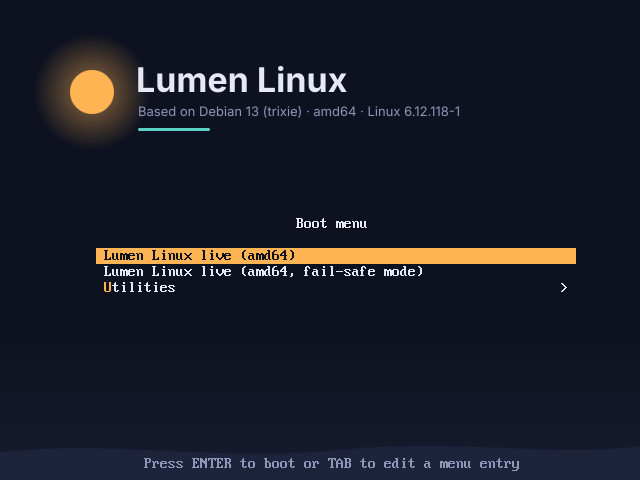 Lumen Linux
Based on Debian 13 (trixie) · amd64 · Linux 6.12.118-1
Boot menu
Lumen Linux live (amd64)
Lumen Linux live (amd64, fail-safe mode)
Utilities >
Press ENTER to boot or TAB to edit a menu entry